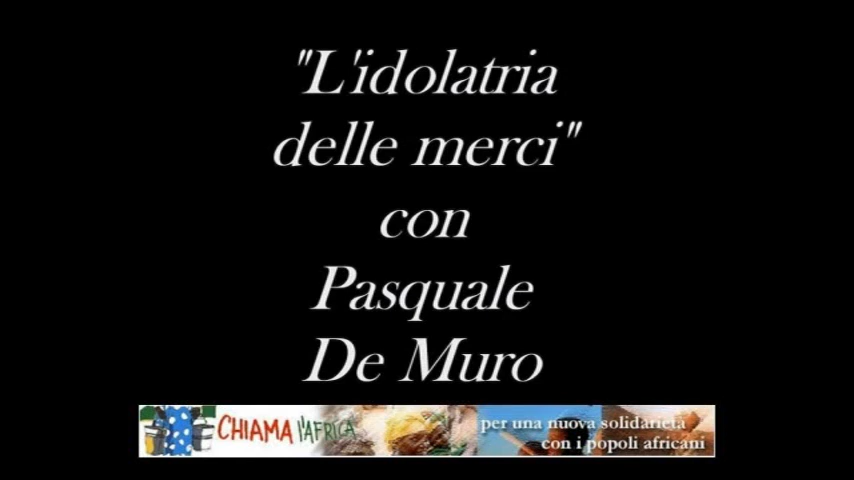 "L'idolatria
delle merci"
con
Pasquale
De Muro
CHIAMA l'AFRICA
per una nuova solidarietà
con i popoli africani